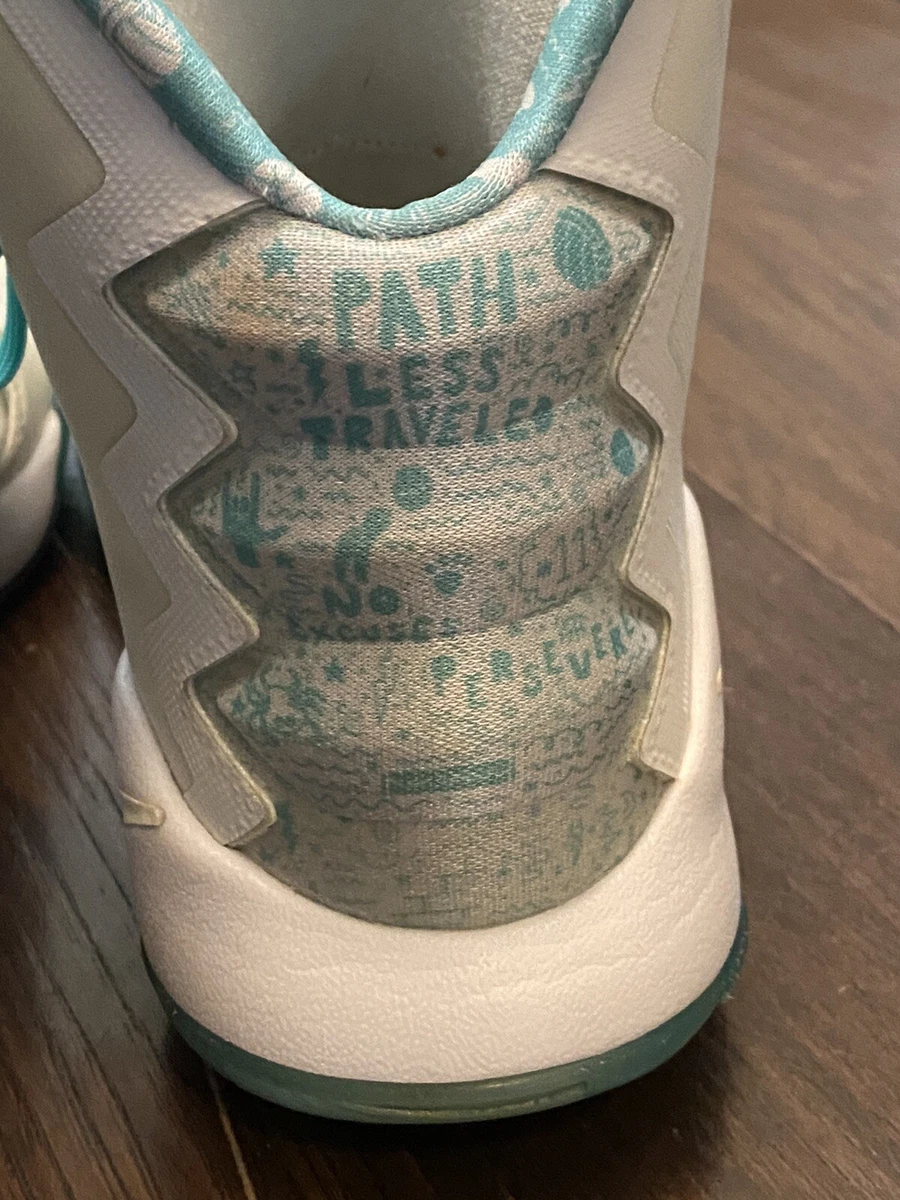 PATH
LESS
TRAVELED
NO
EXCUSES
PERSEVERE